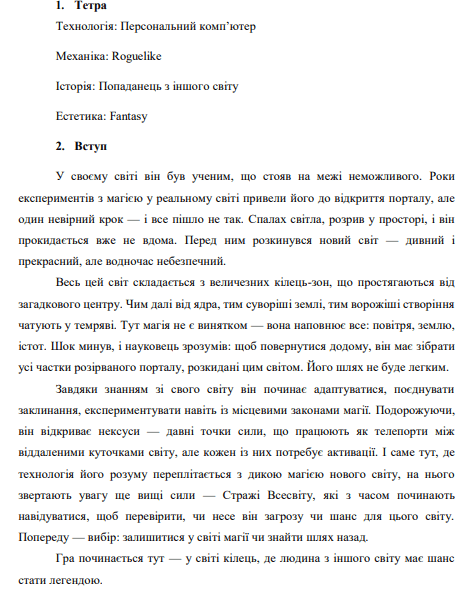 1. Тетра
Технологія: Персональний комп’ютер
Механіка: Roguelike
Історія: Попаданець з іншого світу
Естетика: Fantasy
2. Вступ
У своєму світі він був ученим, що стояв на межі неможливого. Роки
експериментів з магією у реальному світі привели його до відкриття порталу, але
один невірний крок — і все пішло не так. Спалах світла, розрив у просторі, і він
прокидається вже не вдома. Перед ним розкинувся новий світ — дивний і
прекрасний, але водночас небезпечний.
Весь цей світ складається з величезних кілець-зон, що простягаються від
загадкового центру. Чим далі від ядра, тим суворіші землі, тим ворожіші створіння
чатують у темряві. Тут магія не є винятком — вона наповнює все: повітря, землю,
істот. Шок минув, і науковець зрозумів: щоб повернутися додому, він має зібрати
усі частки розірваного порталу, розкидані цим світом. Його шлях не буде легким.
Завдяки знанням зі свого світу він починає адаптуватися, поєднувати
заклинання, експериментувати навіть із місцевими законами магії. Подорожуючи,
він відкриває нексуси — давні точки сили, що працюють як телепорти між
віддаленими куточками світу, але кожен із них потребує активації. І саме тут, де
технологія його розуму переплітається з дикою магією нового світу, на нього
звертають увагу ще вищі сили — Стражі Всесвіту, які з часом починають
навідуватися, щоб перевірити, чи несе він загрозу чи шанс для цього світу.
Попереду — вибір: залишитися у світі магії чи знайти шлях назад.
Гра починається тут — у світі кілець, де людина з іншого світу має шанс
стати легендою.